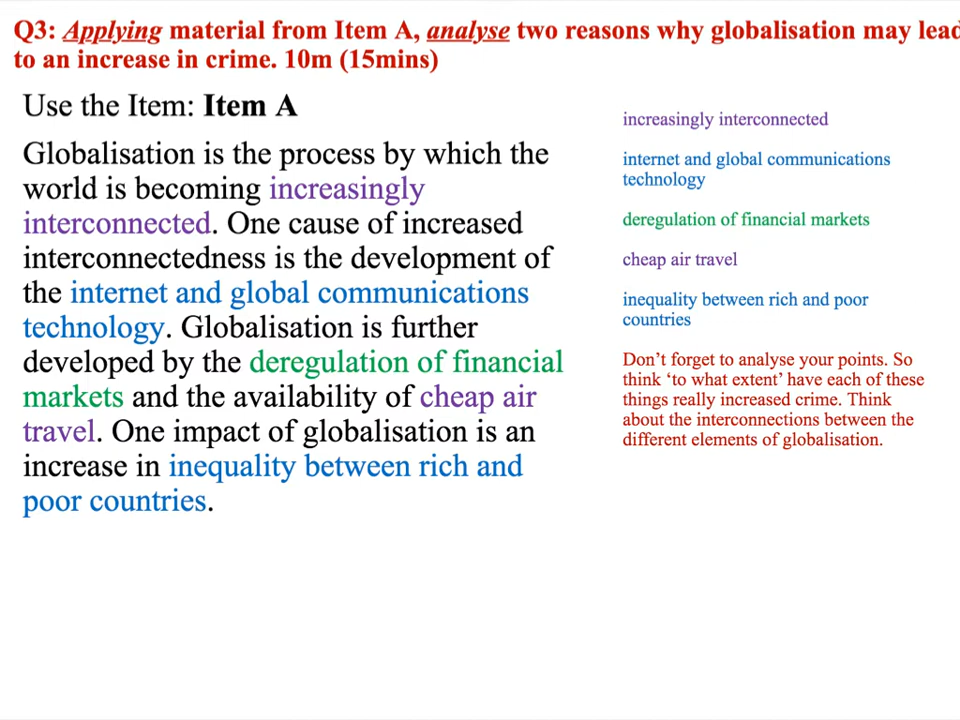 Q3: Applying material from Item A, analyse two reasons why globalisation may lead
to an increase in crime. 10m (15mins)
Use the Item: Item A
Globalisation is the process by which the
world is becoming increasingly
interconnected. One cause of increased
interconnectedness is the development of
the internet and global communications
technology. Globalisation is further
developed by the deregulation of financial
markets and the availability of cheap air
travel. One impact of globalisation is an
increase in inequality between rich and
poor countries.
increasingly interconnected
internet and global communications
technology
deregulation of financial markets
cheap air travel
inequality between rich and poor
countries
Don’t forget to analyse your points. So
think ‘to what extent’ have each of these
things really increased crime. Think
about the interconnections between the
different elements of globalisation.